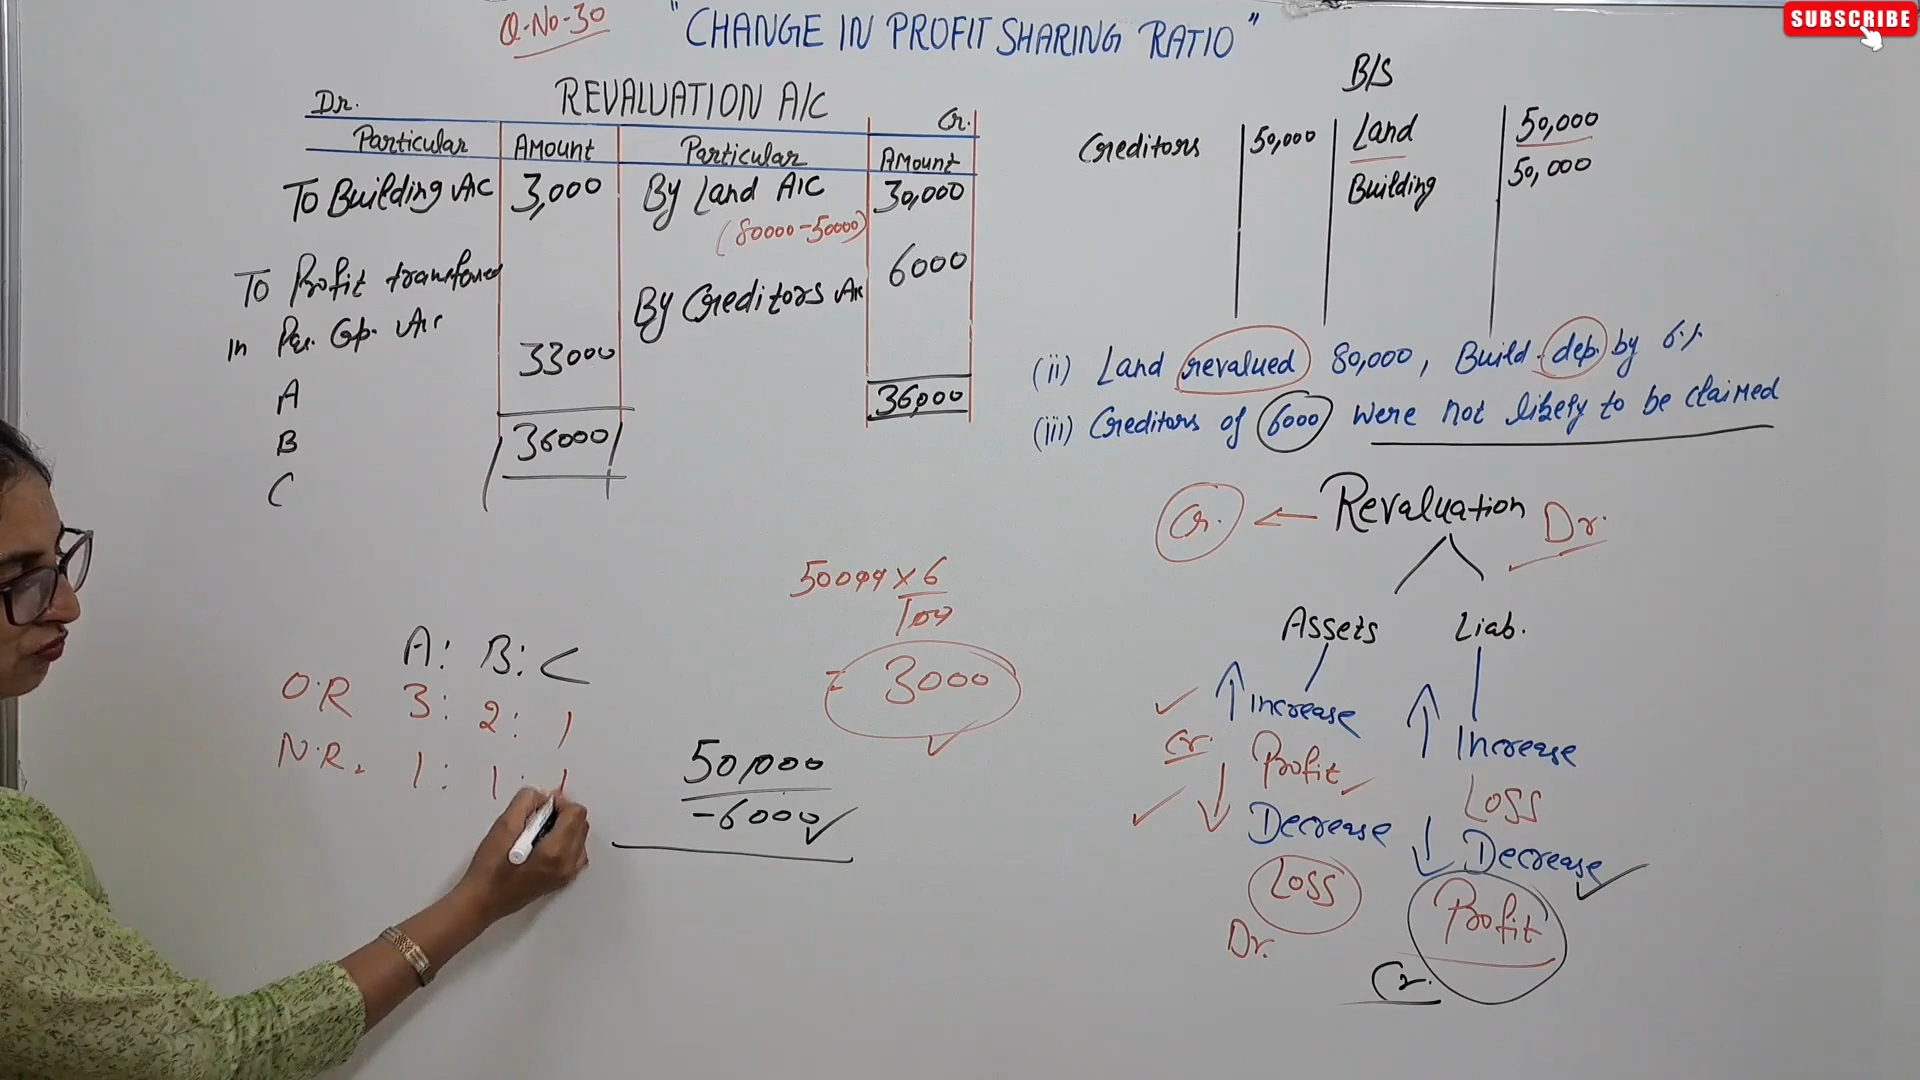 SUBSCRIBE
Q-No-30
"CHANGE IN PROFIT SHARING RATIO"
REVALUATION A/C
Dr. Cr.
Particular AMount Particular AMount
To Building A/C 3,000 By Land A/C 30,000
(80000-50000)
To Profit transferred 6000
By Creditors A/c
in Par. Cp. A/c
33000
A
36,000
B 36000
C
B/S
Creditors 50,000 Land 50,000
Building 50,000
(ii) Land revalued 80,000, Build. dep. by 6%
(iii) Creditors of 6000 were not likely to be claimed
Cr. ← Revaluation Dr.
Assets Liab.
↑ Increase ↑ Increase
Cr. Profit Loss
↓ Decrease ↓ Decrease
Loss Profit
Dr.
Cr.
50000 x 6
100
= 3000
A: B: C
O.R 3: 2: 1
N.R. 1: 1: 1
50,000
-6000